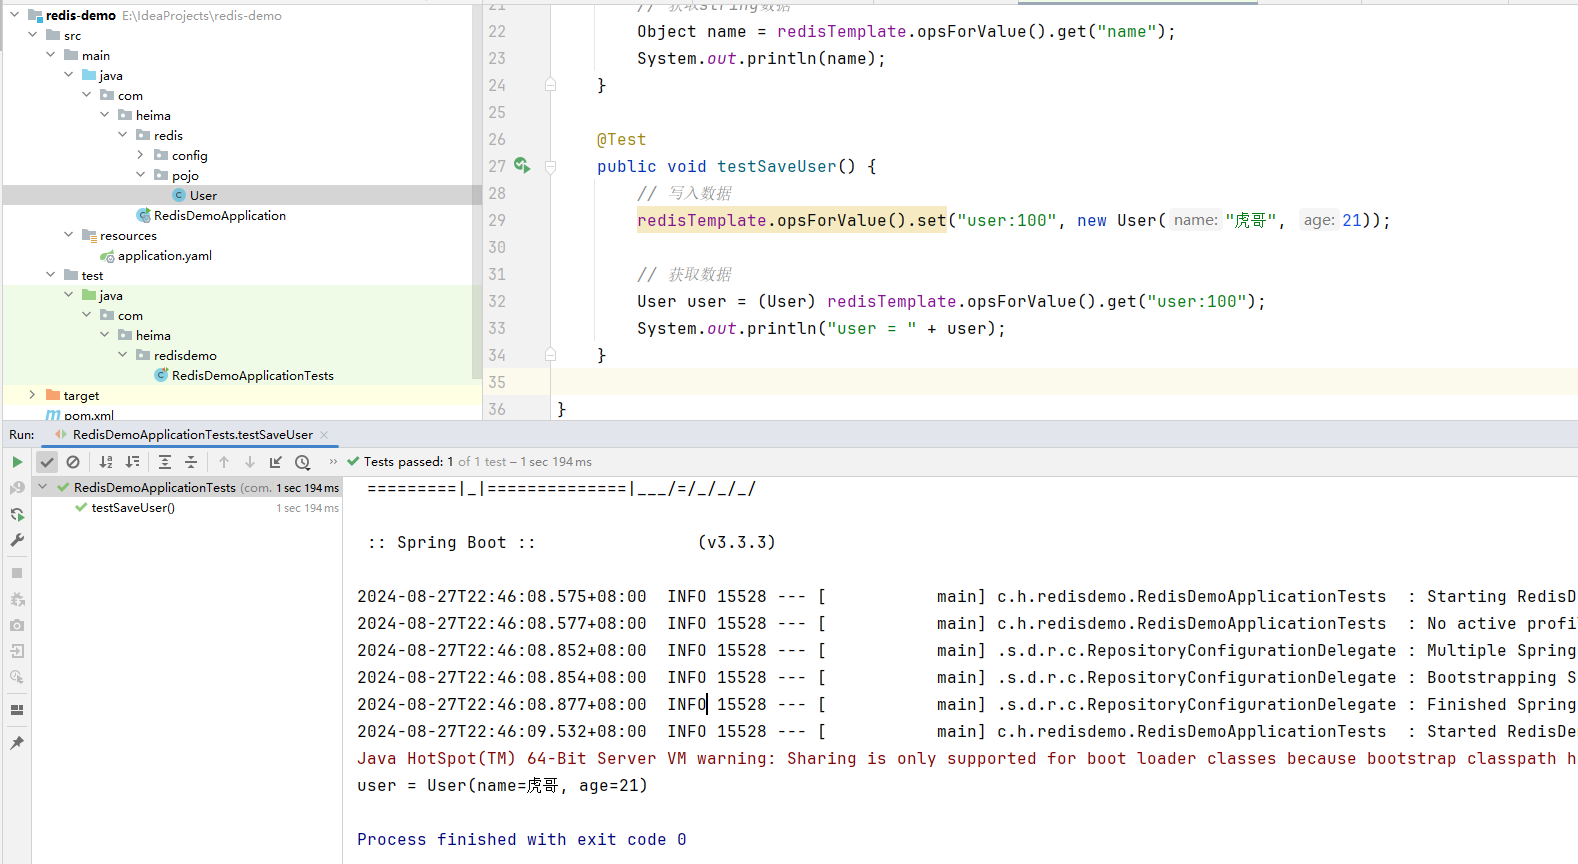 redis-demo E:\IdeaProjects\redis-demo
src
main
java
com
heima
redis
config
pojo
User
RedisDemoApplication
resources
application.yaml
test
java
com
heima
redisdemo
RedisDemoApplicationTests
target
pom.xml
21 // 获取string数据
22 Object name = redisTemplate.opsForValue().get("name");
23 System.out.println(name);
24 }
25
26 @Test
27 public void testSaveUser() {
28 // 写入数据
29 redisTemplate.opsForValue().set("user:100", new User( name: "虎哥", age: 21));
30
31 // 获取数据
32 User user = (User) redisTemplate.opsForValue().get("user:100");
33 System.out.println("user = " + user);
34 }
35
36 }
Run: RedisDemoApplicationTests.testSaveUser
Tests passed: 1 of 1 test – 1 sec 194 ms
RedisDemoApplicationTests (com. 1 sec 194 ms
testSaveUser() 1 sec 194 ms
=========|_|==============|___/=/_/_/_/
:: Spring Boot :: (v3.3.3)
2024-08-27T22:46:08.575+08:00 INFO 15528 --- [ main] c.h.redisdemo.RedisDemoApplicationTests : Starting RedisD
2024-08-27T22:46:08.577+08:00 INFO 15528 --- [ main] c.h.redisdemo.RedisDemoApplicationTests : No active profi
2024-08-27T22:46:08.852+08:00 INFO 15528 --- [ main] .s.d.r.c.RepositoryConfigurationDelegate : Multiple Spring
2024-08-27T22:46:08.854+08:00 INFO 15528 --- [ main] .s.d.r.c.RepositoryConfigurationDelegate : Bootstrapping S
2024-08-27T22:46:08.877+08:00 INFO 15528 --- [ main] .s.d.r.c.RepositoryConfigurationDelegate : Finished Spring
2024-08-27T22:46:09.532+08:00 INFO 15528 --- [ main] c.h.redisdemo.RedisDemoApplicationTests : Started RedisDe
Java HotSpot(TM) 64-Bit Server VM warning: Sharing is only supported for boot loader classes because bootstrap classpath h
user = User(name=虎哥, age=21)
Process finished with exit code 0